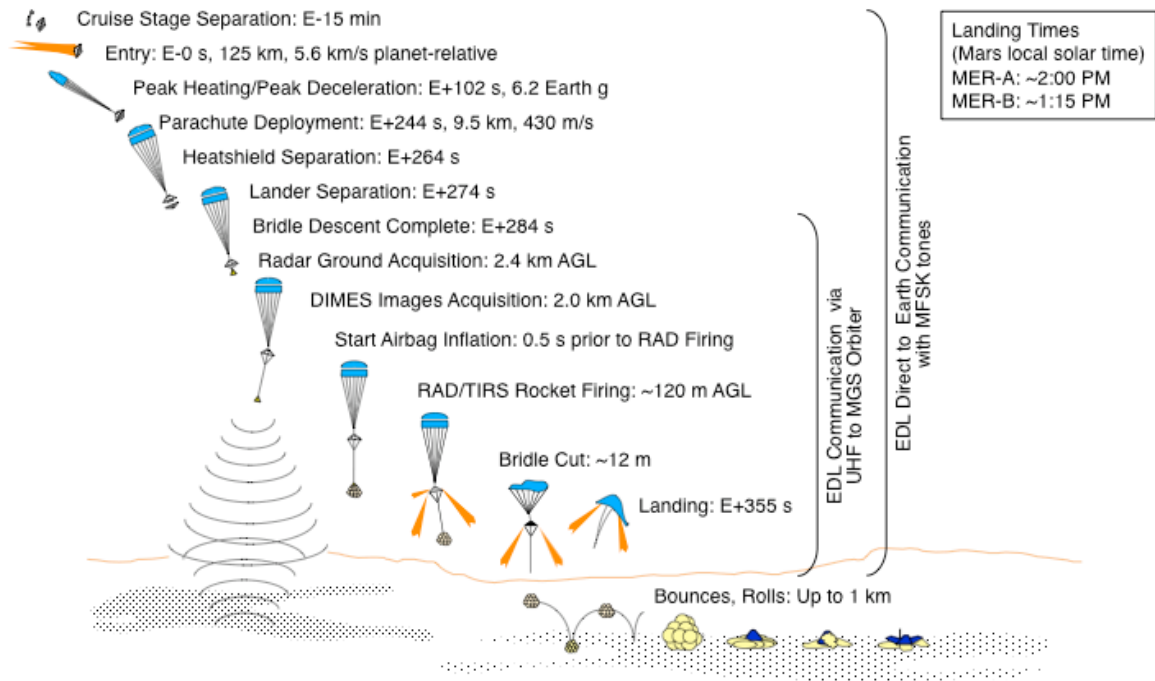 Cruise Stage Separation: E-15 min
Entry: E-0 s, 125 km, 5.6 km/s planet-relative
Peak Heating/Peak Deceleration: E+102 s, 6.2 Earth g
Parachute Deployment: E+244 s, 9.5 km, 430 m/s
Heatshield Separation: E+264 s
Lander Separation: E+274 s
Bridle Descent Complete: E+284 s
Radar Ground Acquisition: 2.4 km AGL
DIMES Images Acquisition: 2.0 km AGL
Start Airbag Inflation: 0.5 s prior to RAD Firing
RAD/TIRS Rocket Firing: ~120 m AGL
Bridle Cut: ~12 m
Landing: E+355 s
Bounces, Rolls: Up to 1 km
EDL Communication via
UHF to MGS Orbiter
EDL Direct to Earth Communication
with MFSK tones
Landing Times
(Mars local solar time)
MER-A: ~2:00 PM
MER-B: ~1:15 PM